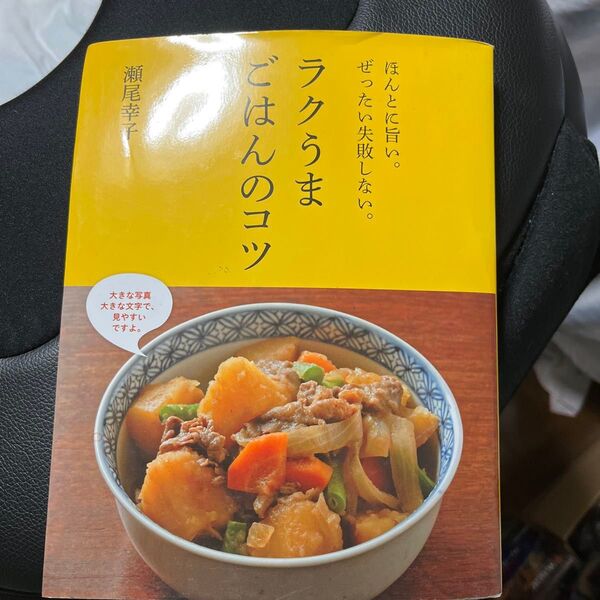 ほんとに旨い。
ぜったい失敗しない。
ラクうま
ごはんのコツ
瀬尾幸子
大きな写真
大きな文字で、
見やすい
ですよ。